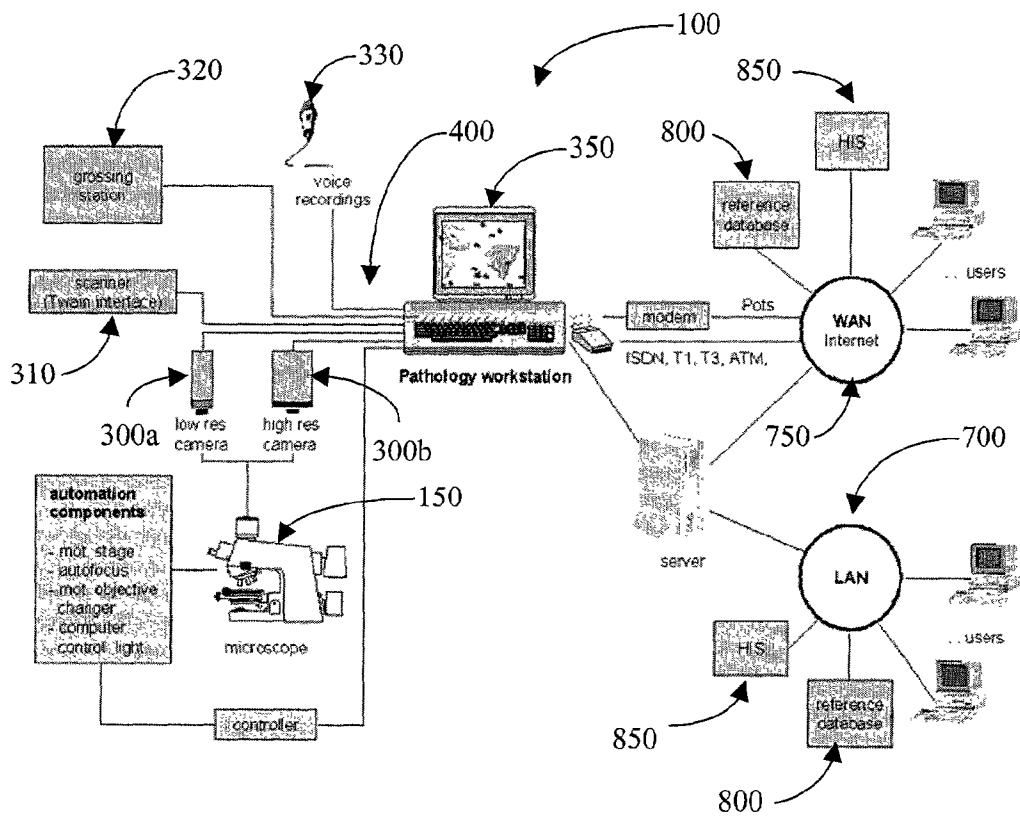 100
320
330
850
400
800
350
HIS
grossing
station
voice
recordings
reference
database
scanner
(Twain interface)
. . users
modem
Pots
WAN
Internet
310
Pathology workstation
ISDN, T1, T3, ATM,
300a
low res
camera
high res
camera
300b
750
700
automation
components
- mot. stage
- autofocus
- mot. objective
changer
- computer
control light
150
microscope
server
LAN
HIS
. . users
controller
850
reference
database
800